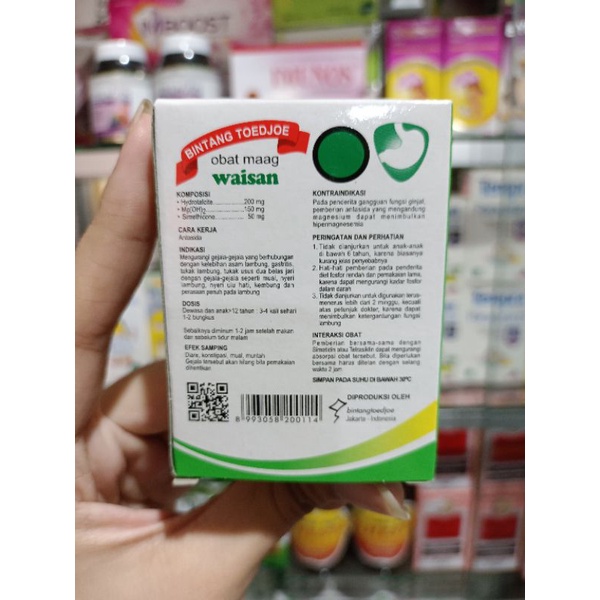 BINTANG TOEDJOE
obat maag
waisan
KOMPOSISI
• Hydrotalcite ............... 200 mg
• Mg(OH)2 ................... 150 mg
• Simethicone ............... 50 mg
CARA KERJA
Antasida
INDIKASI
Mengurangi gejala-gejala yang berhubungan
dengan kelebihan asam lambung, gastritis,
tukak lambung, tukak usus dua belas jari
dengan gejala-gejala seperti mual, nyeri
lambung, nyeri ulu hati, kembung dan
perasaan penuh pada lambung
DOSIS
Dewasa dan anak>12 tahun : 3-4 kali sehari
1-2 bungkus
Sebaiknya diminum 1-2 jam setelah makan
dan sebelum tidur malam
EFEK SAMPING
Diare, konstipasi, mual, muntah
Gejala tersebut akan hilang bila pemakaian
dihentikan
8 993058 200114
KONTRAINDIKASI
Pada penderita gangguan fungsi ginjal,
pemberian antasida yang mengandung
magnesium dapat menimbulkan
hipermagnesemia
PERINGATAN DAN PERHATIAN
1. Tidak dianjurkan untuk anak-anak
di bawah 6 tahun, karena biasanya
kurang jelas penyebabnya
2. Hati-hati pemberian pada penderita
diet fosfor rendah dan pemakaian lama,
karena dapat mengurangi kadar fosfor
dalam darah
3. Tidak dianjurkan untuk digunakan terus-
menerus lebih dari 2 minggu, kecuali
atas petunjuk dokter, karena dapat
menimbulkan ketergantungan fungsi
lambung
INTERAKSI OBAT
Pemberian bersama-sama dengan
Simetidin atau Tetrasiklin dapat mengurangi
absorpsi obat tersebut. Bila diperlukan
bersama harus diberikan dengan selang
waktu 2 jam
SIMPAN PADA SUHU DI BAWAH 30°C
DIPRODUKSI OLEH
bintangtoedjoe
Jakarta - Indonesia